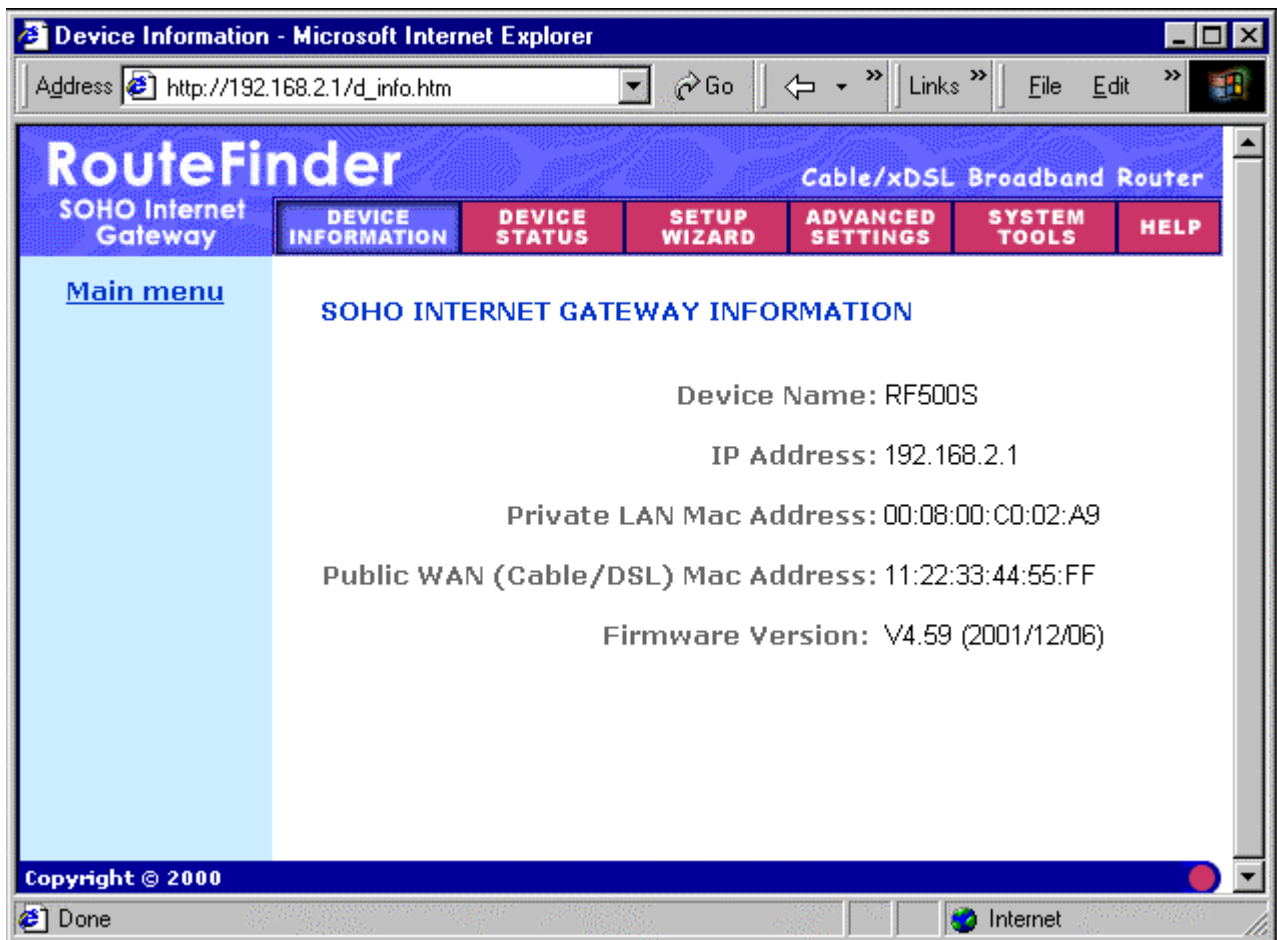 Device Information - Microsoft Internet Explorer
Address http://192.168.2.1/d_info.htm Go » Links » File Edit »
RouteFinder
Cable/xDSL Broadband Router
SOHO Internet
Gateway
DEVICE INFORMATION DEVICE STATUS SETUP WIZARD ADVANCED SETTINGS SYSTEM TOOLS HELP
Main menu
SOHO INTERNET GATEWAY INFORMATION
Device Name: RF500S
IP Address: 192.168.2.1
Private LAN Mac Address: 00:08:00:C0:02:A9
Public WAN (Cable/DSL) Mac Address: 11:22:33:44:55:FF
Firmware Version: V4.59 (2001/12/06)
Copyright © 2000
Done Internet